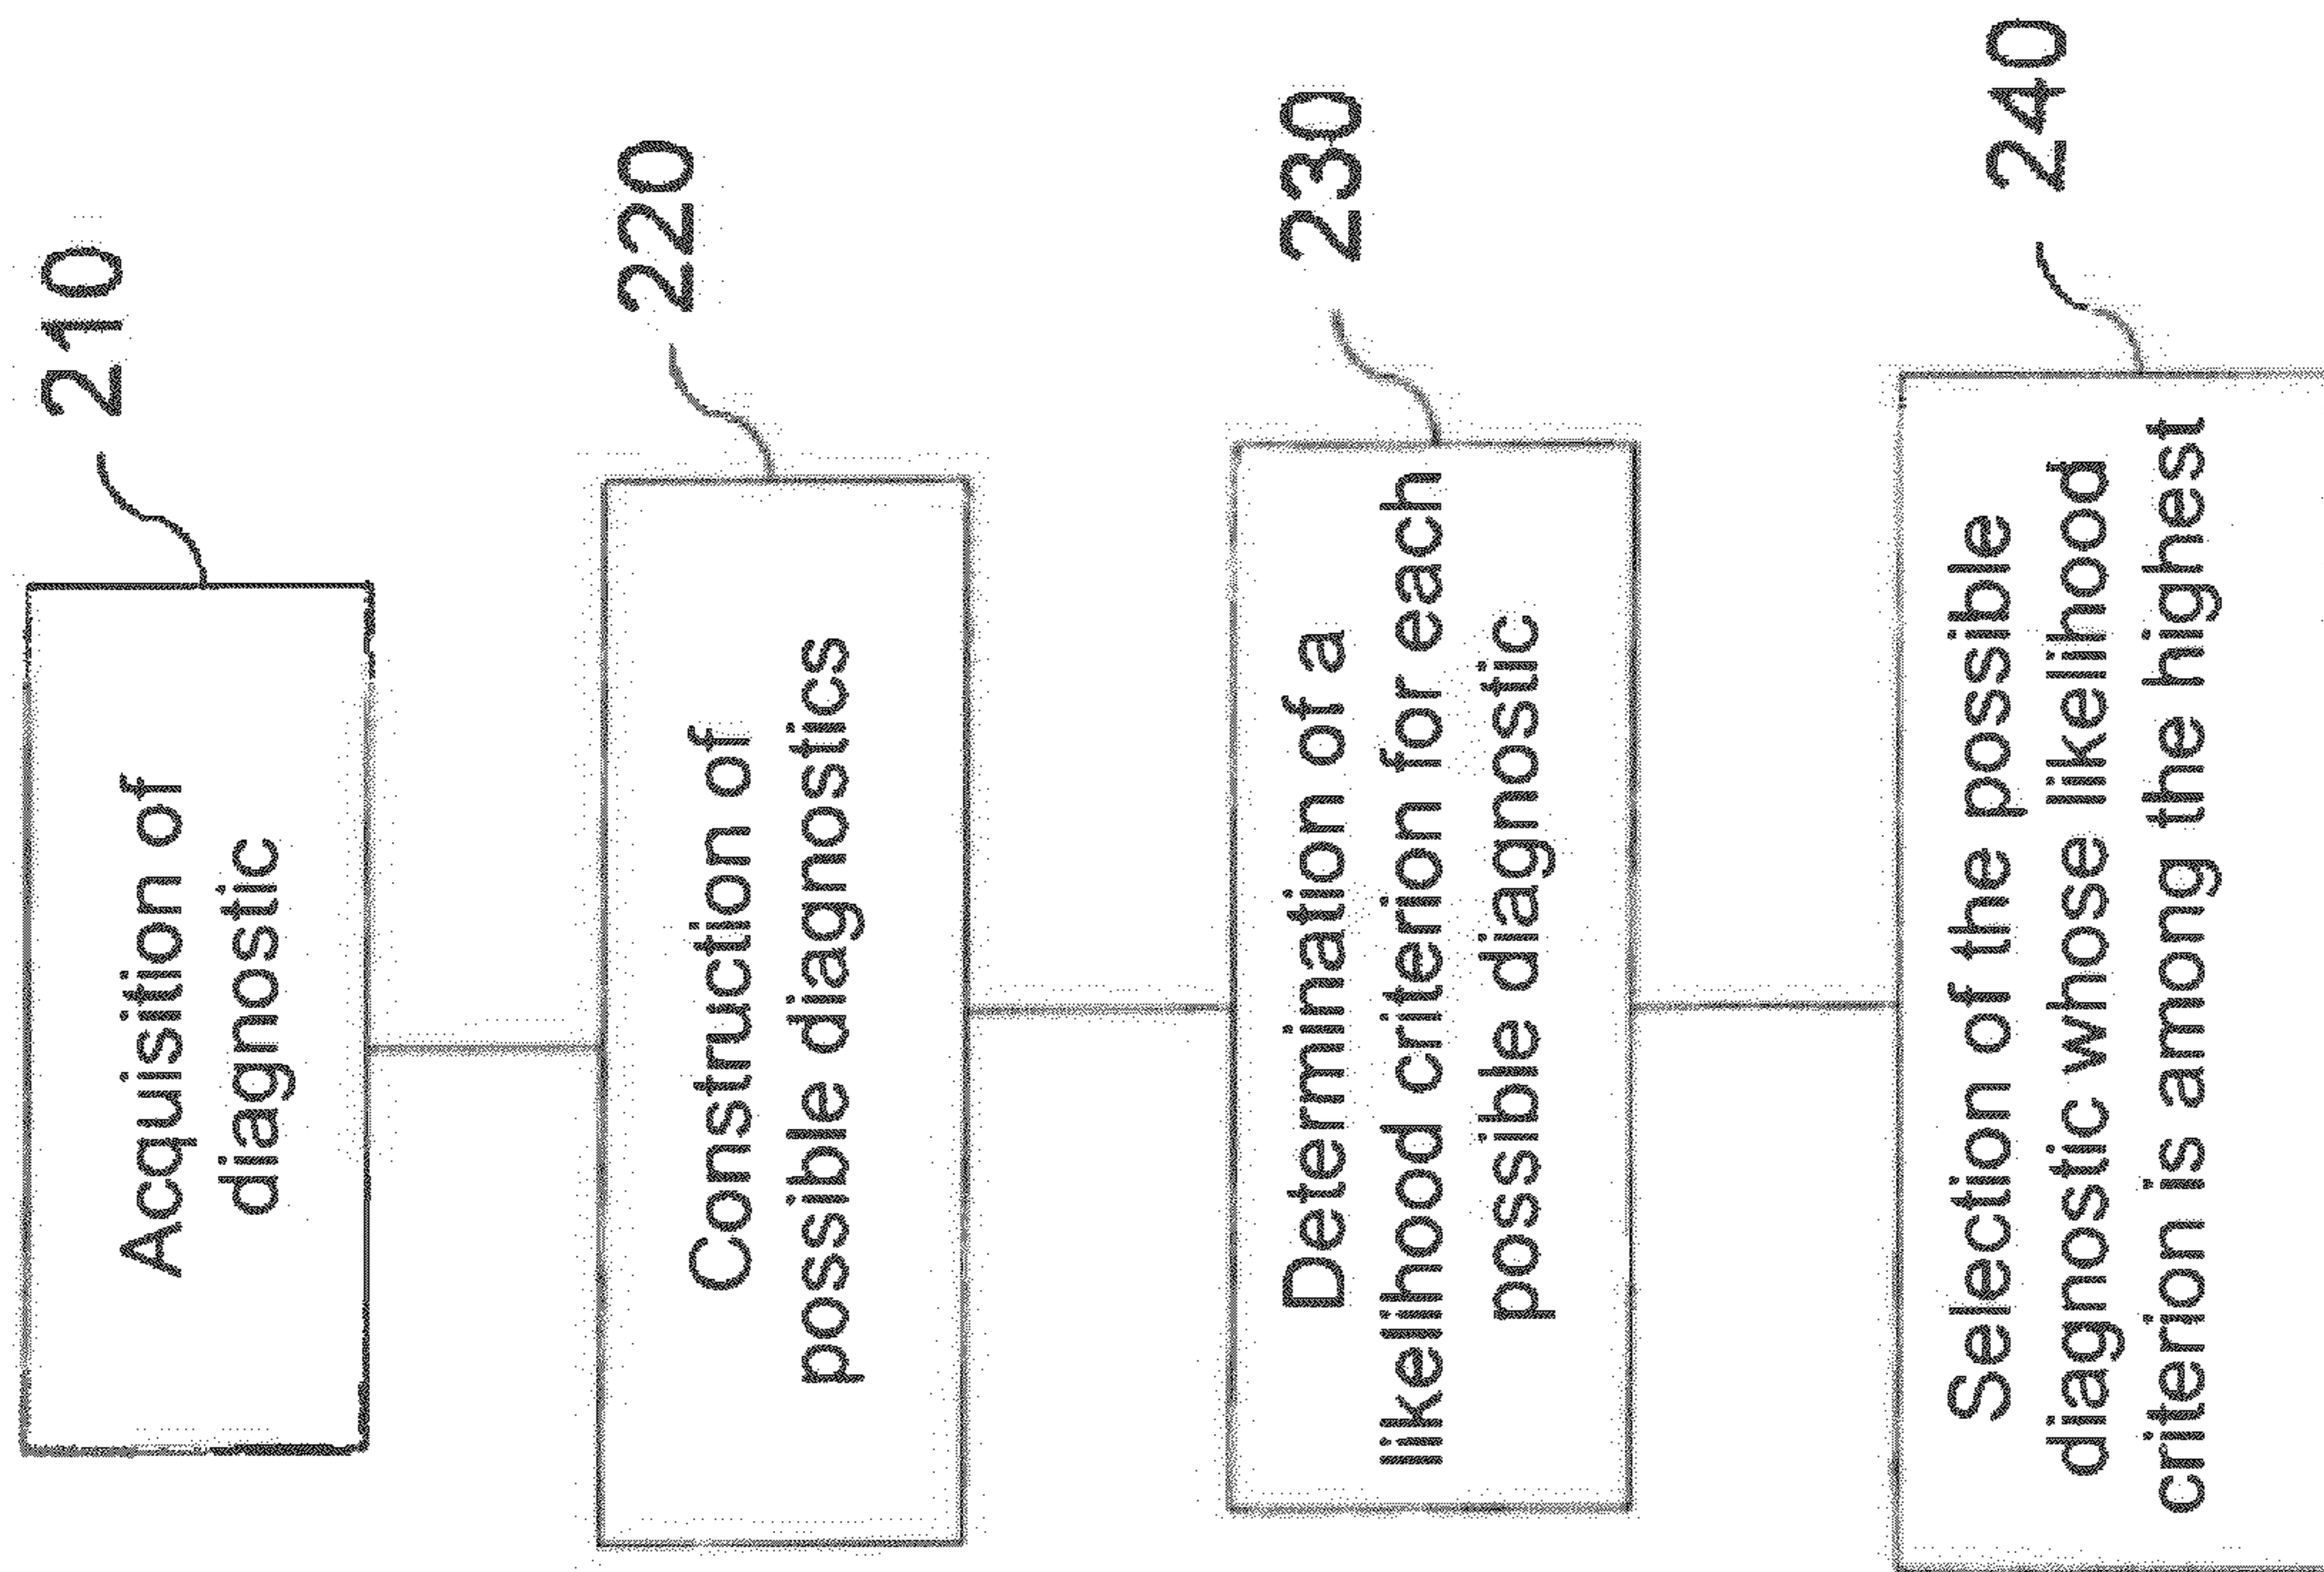 210
Acquisition of
diagnostic
220
Construction of
possible diagnostics
230
Determination of a
likelihood criterion for each
possible diagnostic
240
Selection of the possible
diagnostic whose likelihood
criterion is among the highest